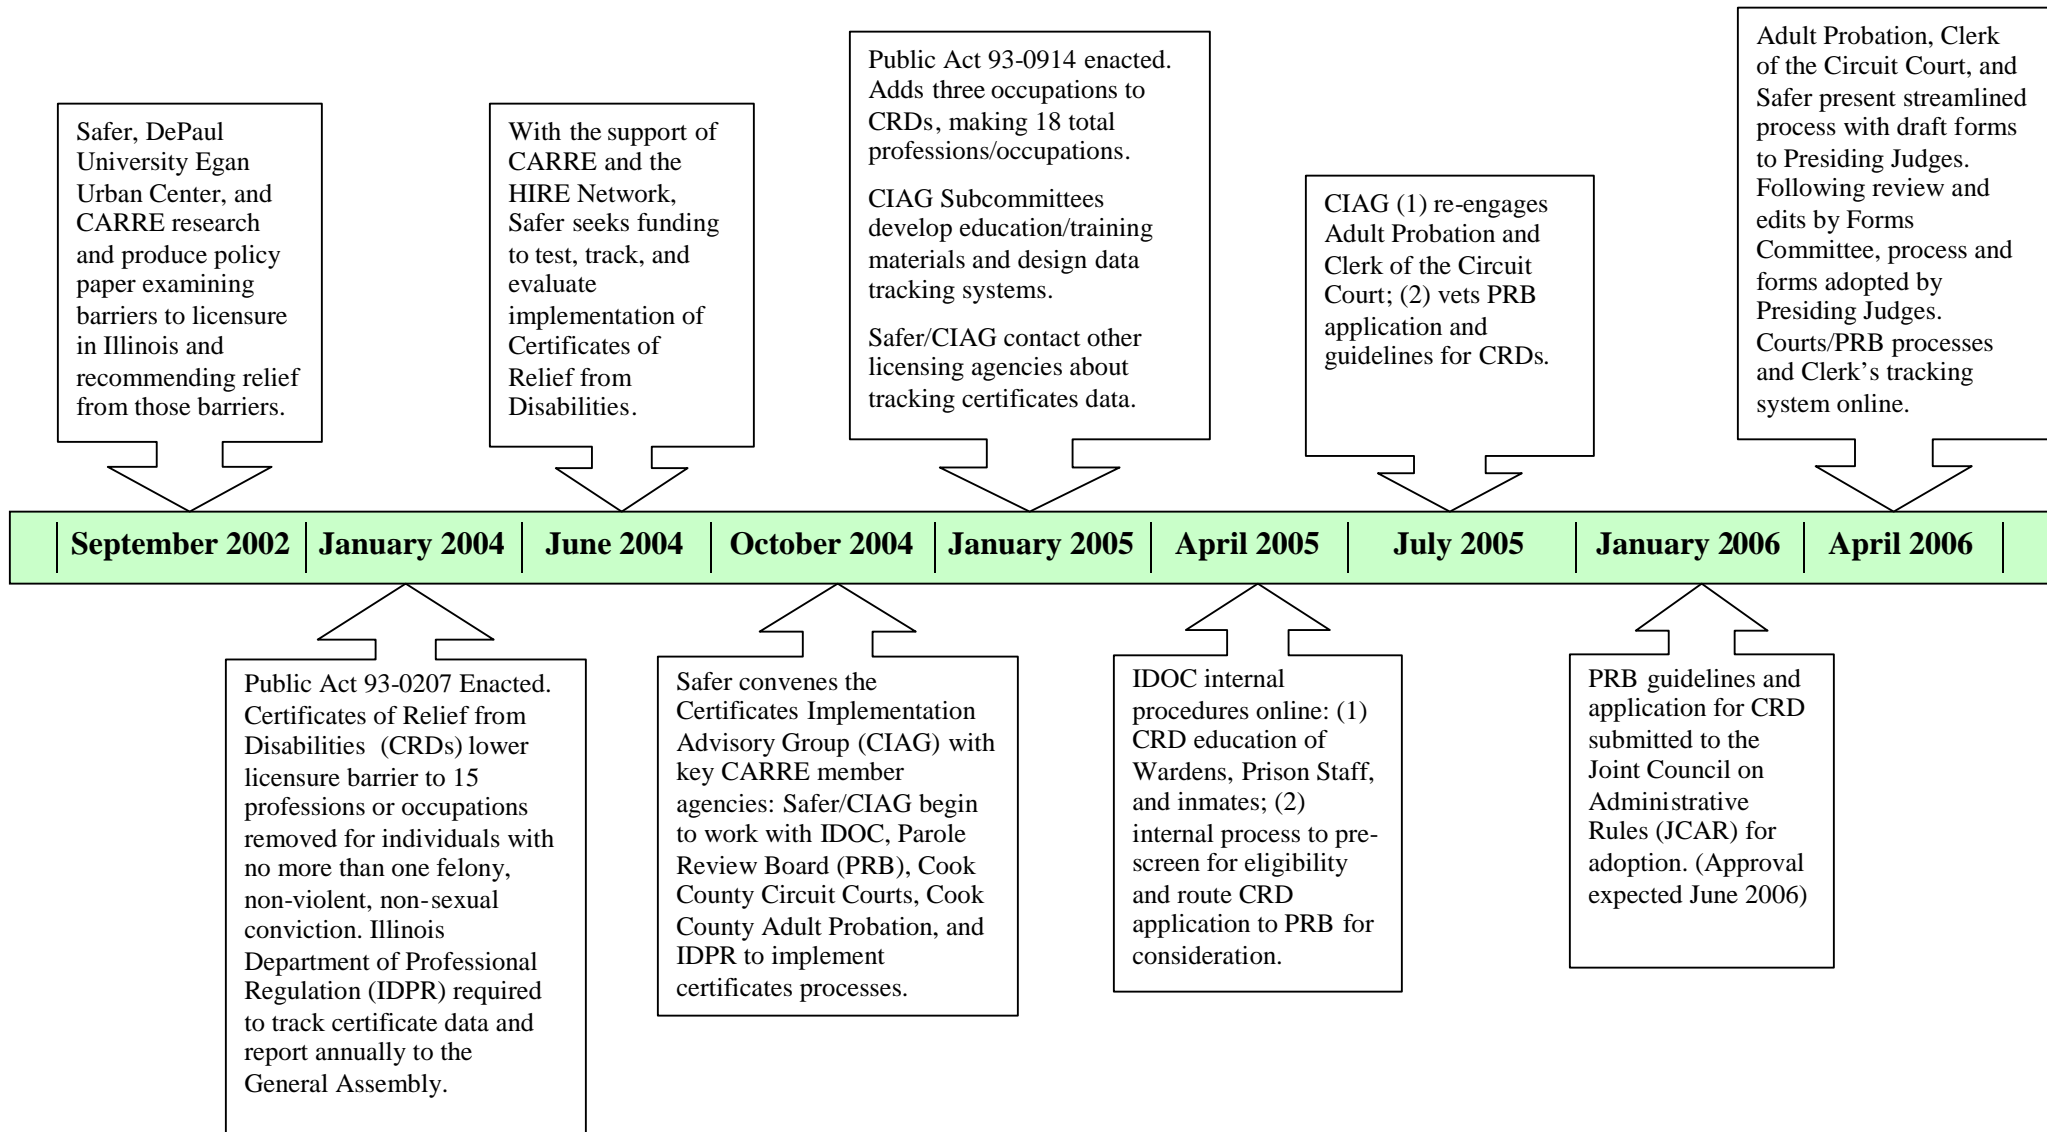 Safer, DePaul
University Egan
Urban Center, and
CARRE research
and produce policy
paper examining
barriers to licensure
in Illinois and
recommending relief
from those barriers.
With the support of
CARRE and the
HIRE Network,
Safer seeks funding
to test, track, and
evaluate
implementation of
Certificates of
Relief from
Disabilities.
Public Act 93-0914 enacted.
Adds three occupations to
CRDs, making 18 total
professions/occupations.
CIAG Subcommittees
develop education/training
materials and design data
tracking systems.
Safer/CIAG contact other
licensing agencies about
tracking certificates data.
CIAG (1) re-engages
Adult Probation and
Clerk of the Circuit
Court; (2) vets PRB
application and
guidelines for CRDs.
Adult Probation, Clerk
of the Circuit Court, and
Safer present streamlined
process with draft forms
to Presiding Judges.
Following review and
edits by Forms
Committee, process and
forms adopted by
Presiding Judges.
Courts/PRB processes
and Clerk's tracking
system online.
September 2002 January 2004 June 2004 October 2004 January 2005 April 2005 July 2005 January 2006 April 2006
Public Act 93-0207 Enacted.
Certificates of Relief from
Disabilities (CRDs) lower
licensure barrier to 15
professions or occupations
removed for individuals with
no more than one felony,
non-violent, non-sexual
conviction. Illinois
Department of Professional
Regulation (IDPR) required
to track certificate data and
report annually to the
General Assembly.
Safer convenes the
Certificates Implementation
Advisory Group (CIAG) with
key CARRE member
agencies: Safer/CIAG begin
to work with IDOC, Parole
Review Board (PRB), Cook
County Circuit Courts, Cook
County Adult Probation, and
IDPR to implement
certificates processes.
IDOC internal
procedures online: (1)
CRD education of
Wardens, Prison Staff,
and inmates; (2)
internal process to pre-
screen for eligibility
and route CRD
application to PRB for
consideration.
PRB guidelines and
application for CRD
submitted to the
Joint Council on
Administrative
Rules (JCAR) for
adoption. (Approval
expected June 2006)